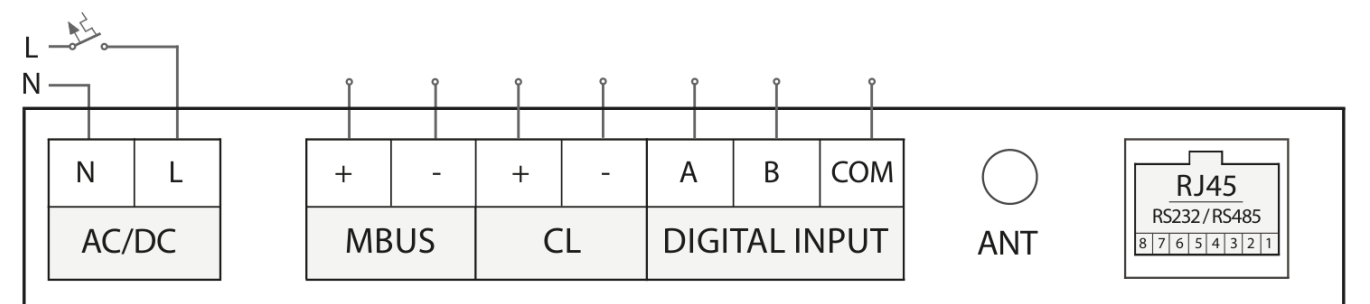 L
N
N L
AC/DC
+ - + - A B COM
MBUS CL DIGITAL INPUT
ANT
RJ45
RS232/RS485
8 7 6 5 4 3 2 1